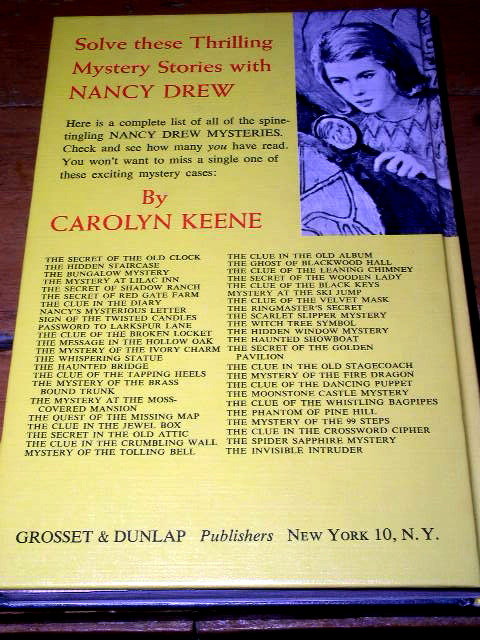 Solve these Thrilling
Mystery Stories with
NANCY DREW
Here is a complete list of all of the spine-
tingling NANCY DREW MYSTERIES.
Check and see how many you have read.
You won't want to miss a single one of
these exciting mystery cases:
By
CAROLYN KEENE
THE SECRET OF THE OLD CLOCK
THE HIDDEN STAIRCASE
THE BUNGALOW MYSTERY
THE MYSTERY AT LILAC INN
THE SECRET OF SHADOW RANCH
THE SECRET OF RED GATE FARM
THE CLUE IN THE DIARY
NANCY'S MYSTERIOUS LETTER
SIGN OF THE TWISTED CANDLES
PASSWORD TO LARKSPUR LANE
THE CLUE OF THE BROKEN LOCKET
THE MESSAGE IN THE HOLLOW OAK
THE MYSTERY OF THE IVORY CHARM
THE WHISPERING STATUE
THE HAUNTED BRIDGE
THE CLUE OF THE TAPPING HEELS
THE MYSTERY OF THE BRASS
BOUND TRUNK
THE MYSTERY AT THE MOSS-
COVERED MANSION
THE QUEST OF THE MISSING MAP
THE CLUE IN THE JEWEL BOX
THE SECRET IN THE OLD ATTIC
THE CLUE IN THE CRUMBLING WALL
MYSTERY OF THE TOLLING BELL
THE CLUE IN THE OLD ALBUM
THE GHOST OF BLACKWOOD HALL
THE CLUE OF THE LEANING CHIMNEY
THE SECRET OF THE WOODEN LADY
THE CLUE OF THE BLACK KEYS
MYSTERY AT THE SKI JUMP
THE CLUE OF THE VELVET MASK
THE RINGMASTER'S SECRET
THE SCARLET SLIPPER MYSTERY
THE WITCH TREE SYMBOL
THE HIDDEN WINDOW MYSTERY
THE HAUNTED SHOWBOAT
THE SECRET OF THE GOLDEN
PAVILION
THE CLUE IN THE OLD STAGECOACH
THE MYSTERY OF THE FIRE DRAGON
THE CLUE OF THE DANCING PUPPET
THE MOONSTONE CASTLE MYSTERY
THE CLUE OF THE WHISTLING BAGPIPES
THE PHANTOM OF PINE HILL
THE MYSTERY OF THE 99 STEPS
THE CLUE IN THE CROSSWORD CIPHER
THE SPIDER SAPPHIRE MYSTERY
THE INVISIBLE INTRUDER
GROSSET & DUNLAP Publishers NEW YORK 10, N.Y.